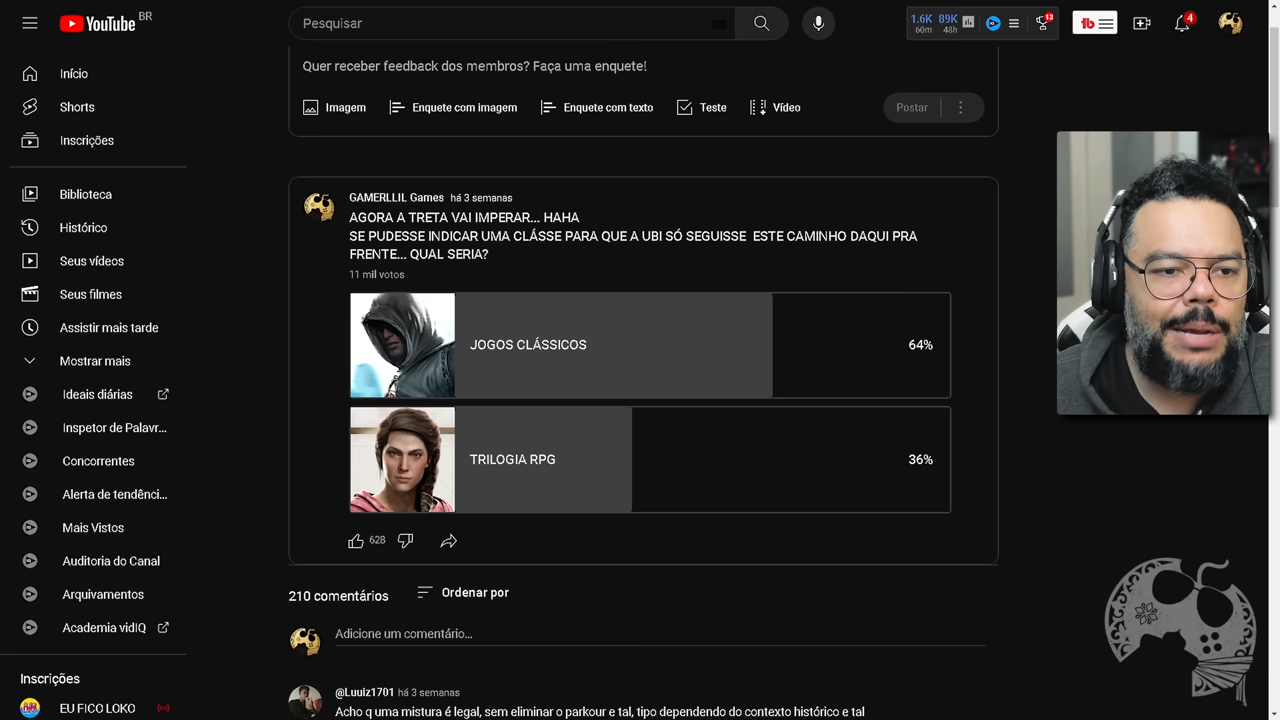 YouTube BR
Pesquisar
1.6K 89K
60m 48h
13
tb
4
Início
Shorts
Inscrições
Biblioteca
Histórico
Seus vídeos
Seus filmes
Assistir mais tarde
Mostrar mais
Ideais diárias
Inspetor de Palavr...
Concorrentes
Alerta de tendênci...
Mais Vistos
Auditoria do Canal
Arquivamentos
Academia vidIQ
Inscrições
EU FICO LOKO
Quer receber feedback dos membros? Faça uma enquete!
Imagem
Enquete com imagem
Enquete com texto
Teste
Vídeo
Postar
GAMERLLIL Games há 3 semanas
AGORA A TRETA VAI IMPERAR... HAHA
SE PUDESSE INDICAR UMA CLÁSSE PARA QUE A UBI SÓ SEGUISSE ESTE CAMINHO DAQUI PRA
FRENTE... QUAL SERIA?
11 mil votos
JOGOS CLÁSSICOS 64%
TRILOGIA RPG 36%
628
210 comentários
Ordenar por
Adicione um comentário...
@Luuiz1701 há 3 semanas
Acho q uma mistura é legal, sem eliminar o parkour e tal, tipo dependendo do contexto histórico e tal